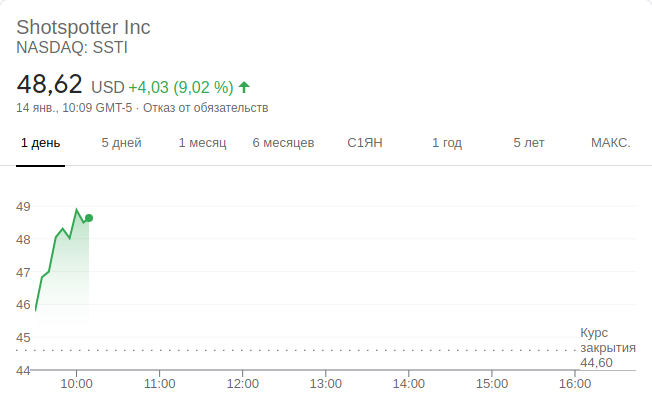 Shotspotter Inc
NASDAQ: SSTI
48,62 USD +4,03 (9,02 %)
14 янв., 10:09 GMT-5 · Отказ от обязательств
1 день 5 дней 1 месяц 6 месяцев С1ЯН 1 год 5 лет МАКС.
49
48
47
46
45
Курс
закрытия
44,60
44
10:00 11:00 12:00 13:00 14:00 15:00 16:00